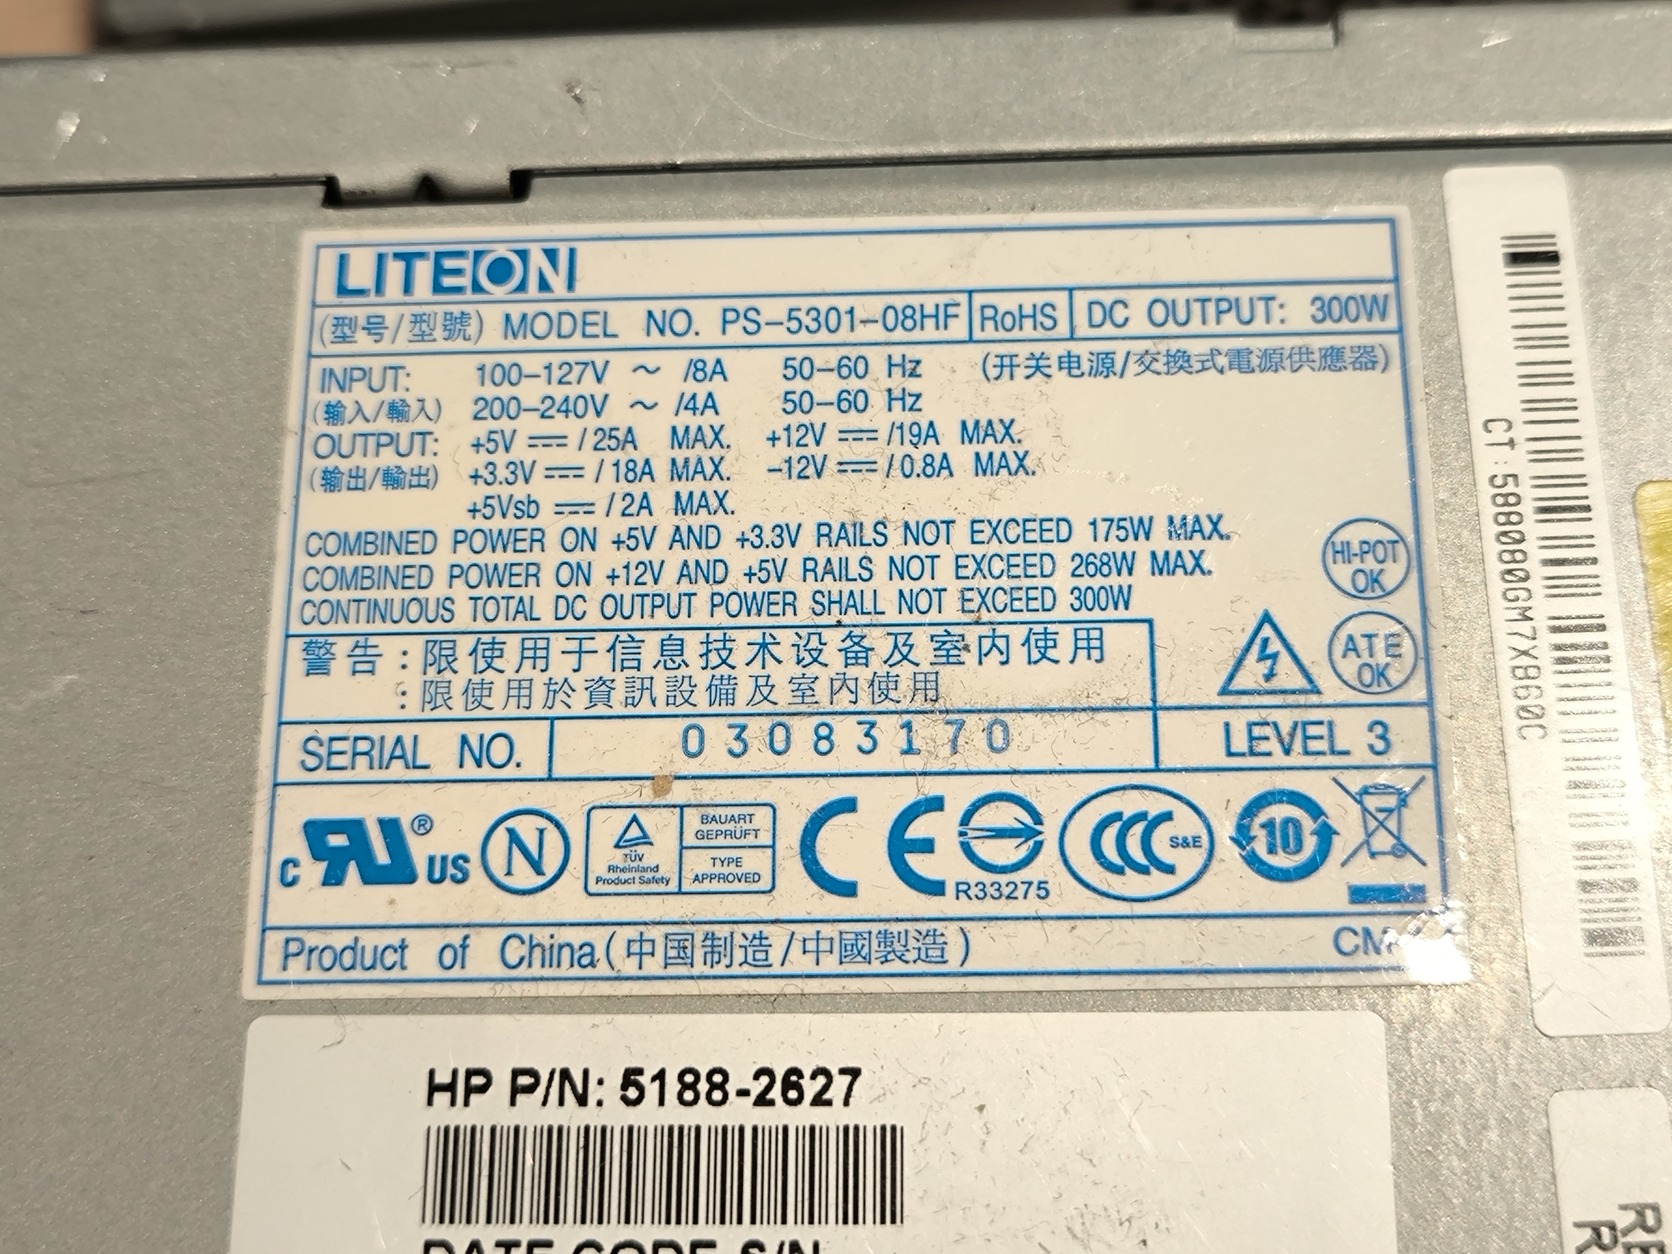 LITEON
(型号/型號) MODEL NO. PS-5301-08HF RoHS DC OUTPUT: 300W
INPUT: 100-127V ~ /8A 50-60 Hz (开关电源/交換式電源供應器)
(输入/輸入) 200-240V ~ /4A 50-60 Hz
OUTPUT: +5V ⎓ /25A MAX. +12V ⎓ /19A MAX.
(输出/輸出) +3.3V ⎓ /18A MAX. -12V ⎓ /0.8A MAX.
+5Vsb ⎓ /2A MAX.
COMBINED POWER ON +5V AND +3.3V RAILS NOT EXCEED 175W MAX.
COMBINED POWER ON +12V AND +5V RAILS NOT EXCEED 268W MAX.
CONTINUOUS TOTAL DC OUTPUT POWER SHALL NOT EXCEED 300W
HI-POT
OK
警告:限使用于信息技术设备及室内使用
:限使用於資訊設備及室內使用
ATE
OK
SERIAL NO. 03083170 LEVEL 3
C RU ® US
N
TÜV
Rheinland
Product Safety
BAUART
GEPRÜFT
TYPE
APPROVED
CE
R33275
CCC S&E
10
Product of China(中国制造/中國製造)
HP P/N: 5188-2627
DATE CODE S/N
CT:588080GM7XB60C